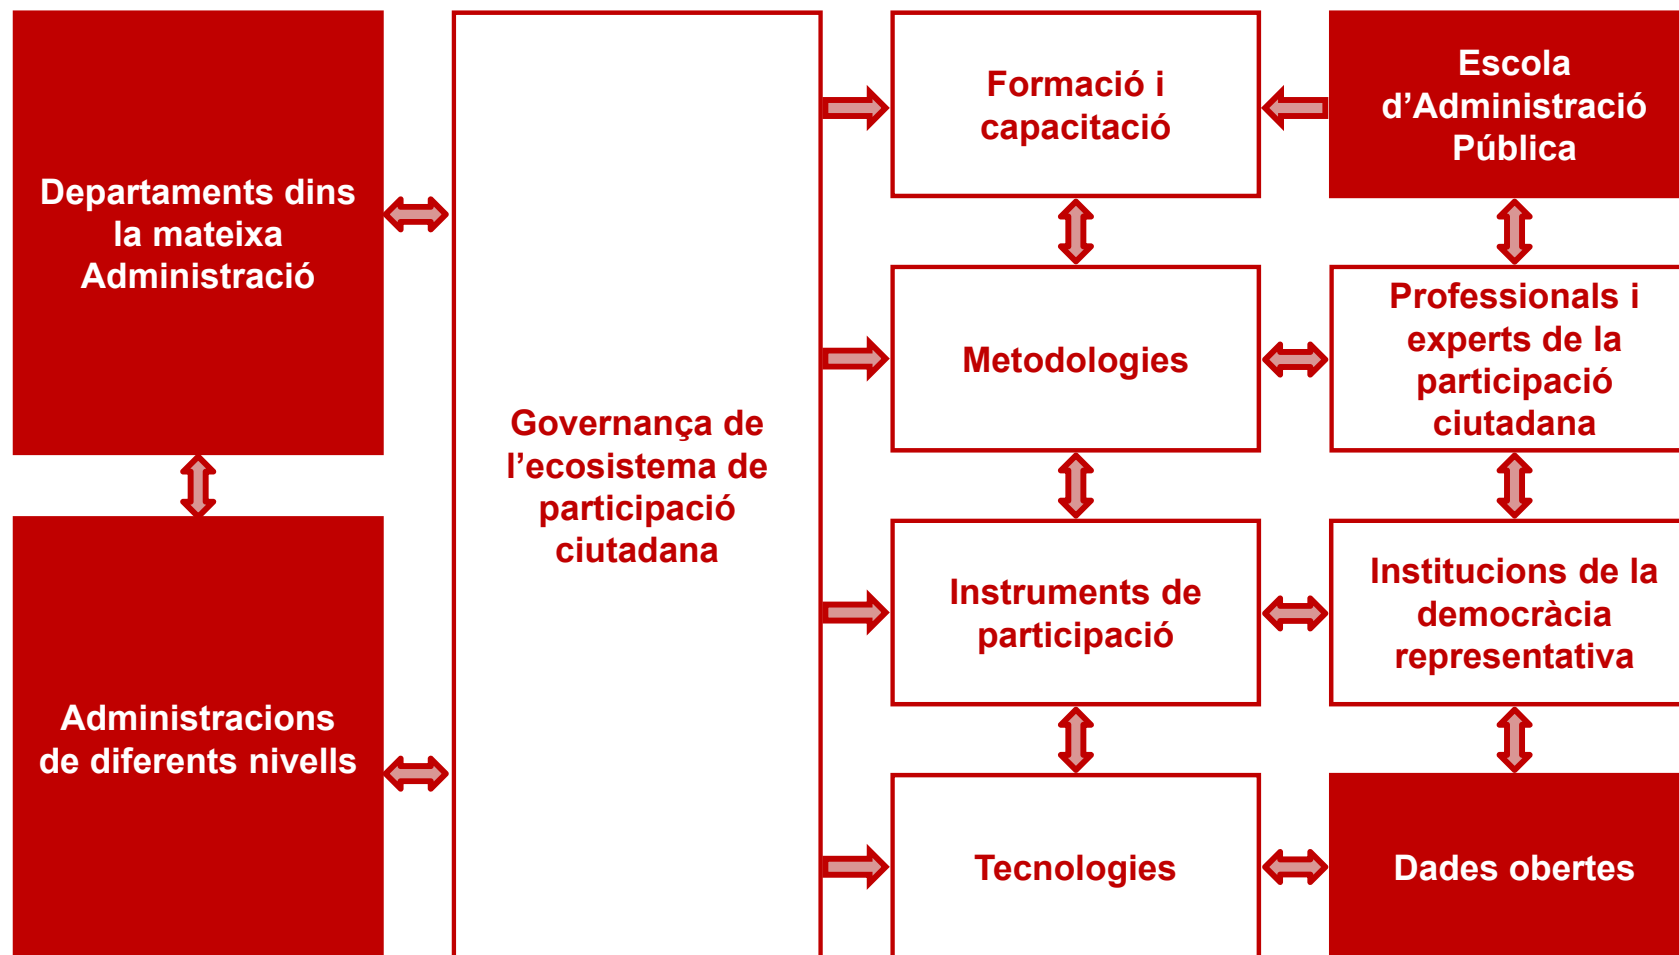 Departaments dins
la mateixa
Administració
Administracions
de diferents nivells
Governança de
l’ecosistema de
participació
ciutadana
Formació i
capacitació
Metodologies
Instruments de
participació
Tecnologies
Escola
d’Administració
Pública
Professionals i
experts de la
participació
ciutadana
Institucions de la
democràcia
representativa
Dades obertes